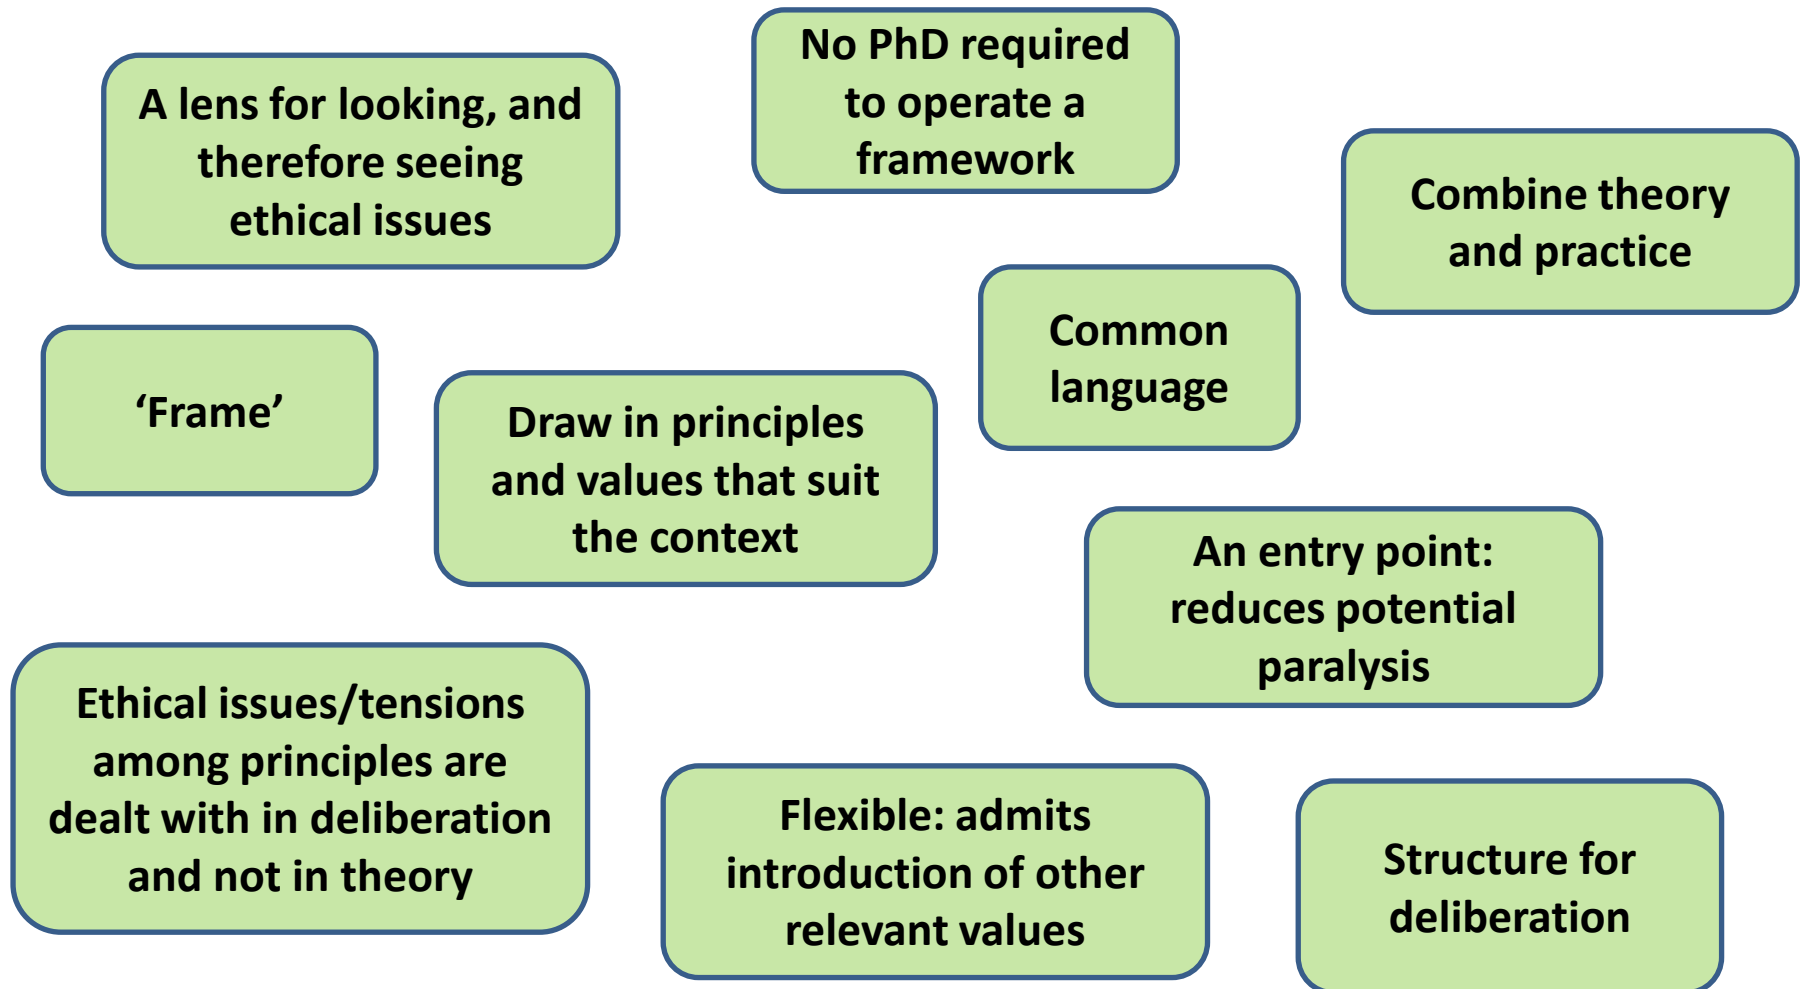 No PhD required
to operate a
framework
A lens for looking, and
therefore seeing
ethical issues
Combine theory
and practice
Common
language
‘Frame’
Draw in principles
and values that suit
the context
An entry point:
reduces potential
paralysis
Ethical issues/tensions
among principles are
dealt with in deliberation
and not in theory
Flexible: admits
introduction of other
relevant values
Structure for
deliberation